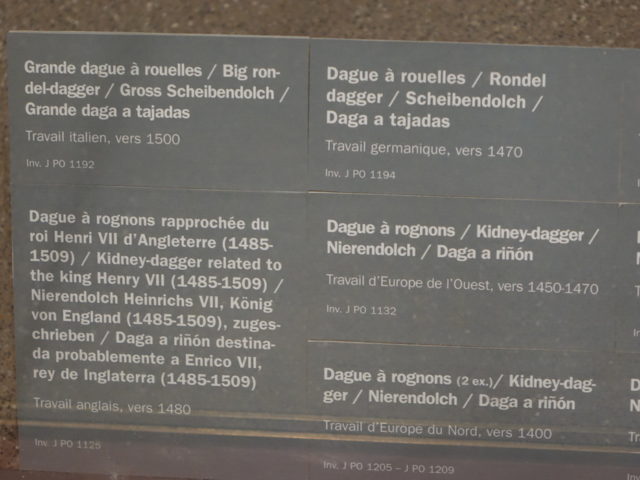 Grande dague à rouelles / Big ron-
del-dagger / Gross Scheibendolch /
Grande daga a tajadas
Travail italien, vers 1500
Inv. J PO 1192
Dague à rognons rapprochée du
roi Henri VII d'Angleterre (1485-
1509) / Kidney-dagger related to
the king Henry VII (1485-1509) /
Nierendolch Heinrichs VII, König
von England (1485-1509), zuges-
chrieben / Daga a riñón destina-
da probablemente a Enrico VII,
rey de Inglaterra (1485-1509)
Travail anglais, vers 1480
Inv. J PO 1125
Dague à rouelles / Rondel
dagger / Scheibendolch /
Daga a tajadas
Travail germanique, vers 1470
Inv. J PO 1194
Dague à rognons / Kidney-dagger /
Nierendolch / Daga a riñón
Travail d'Europe de l'Ouest, vers 1450-1470
Inv. J PO 1132
Dague à rognons (2 ex.)/ Kidney-dag-
ger / Nierendolch / Daga a riñón
Travail d'Europe du Nord, vers 1400
Inv. J PO 1205 – J PO 1209